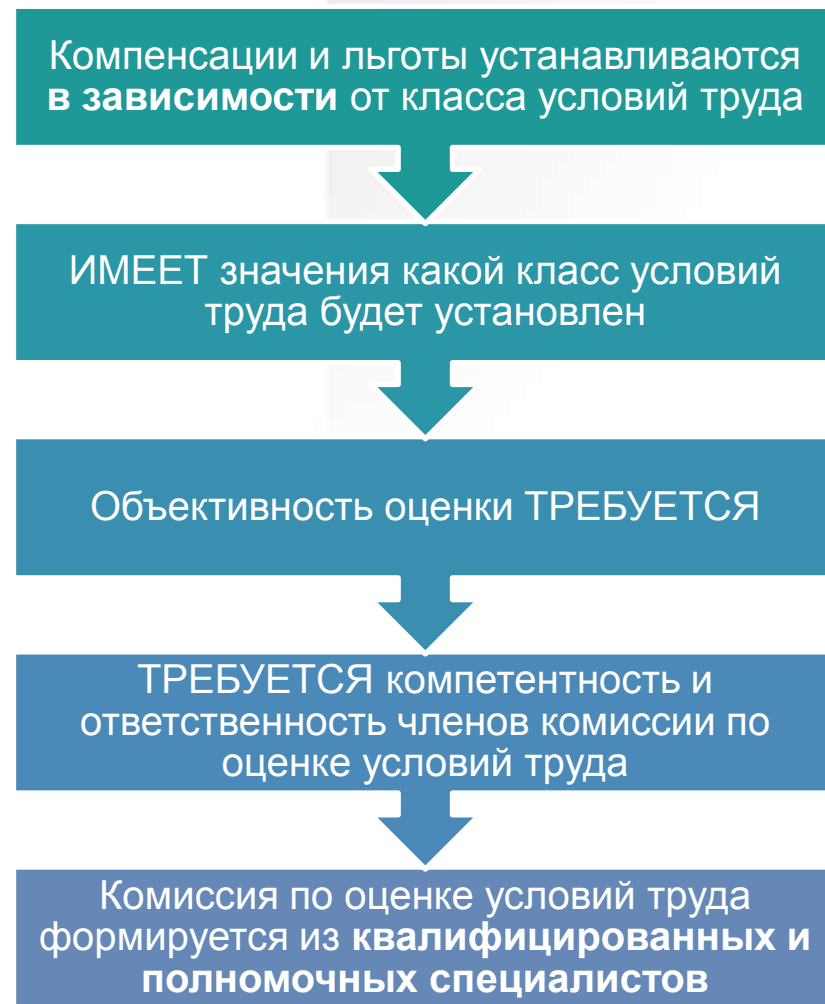 Компенсации и льготы устанавливаются
в зависимости от класса условий труда
ИМЕЕТ значения какой класс условий
труда будет установлен
Объективность оценки ТРЕБУЕТСЯ
ТРЕБУЕТСЯ компетентность и
ответственность членов комиссии по
оценке условий труда
Комиссия по оценке условий труда
формируется из квалифицированных и
полномочных специалистов